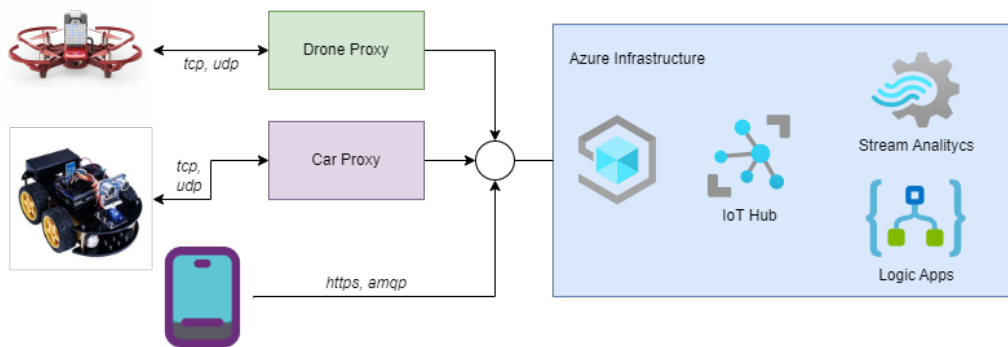 Drone Proxy
tcp, udp
Azure Infrastructure
Stream Analitycs
Car Proxy
tcp,
udp
IoT Hub
https, amqp
Logic Apps